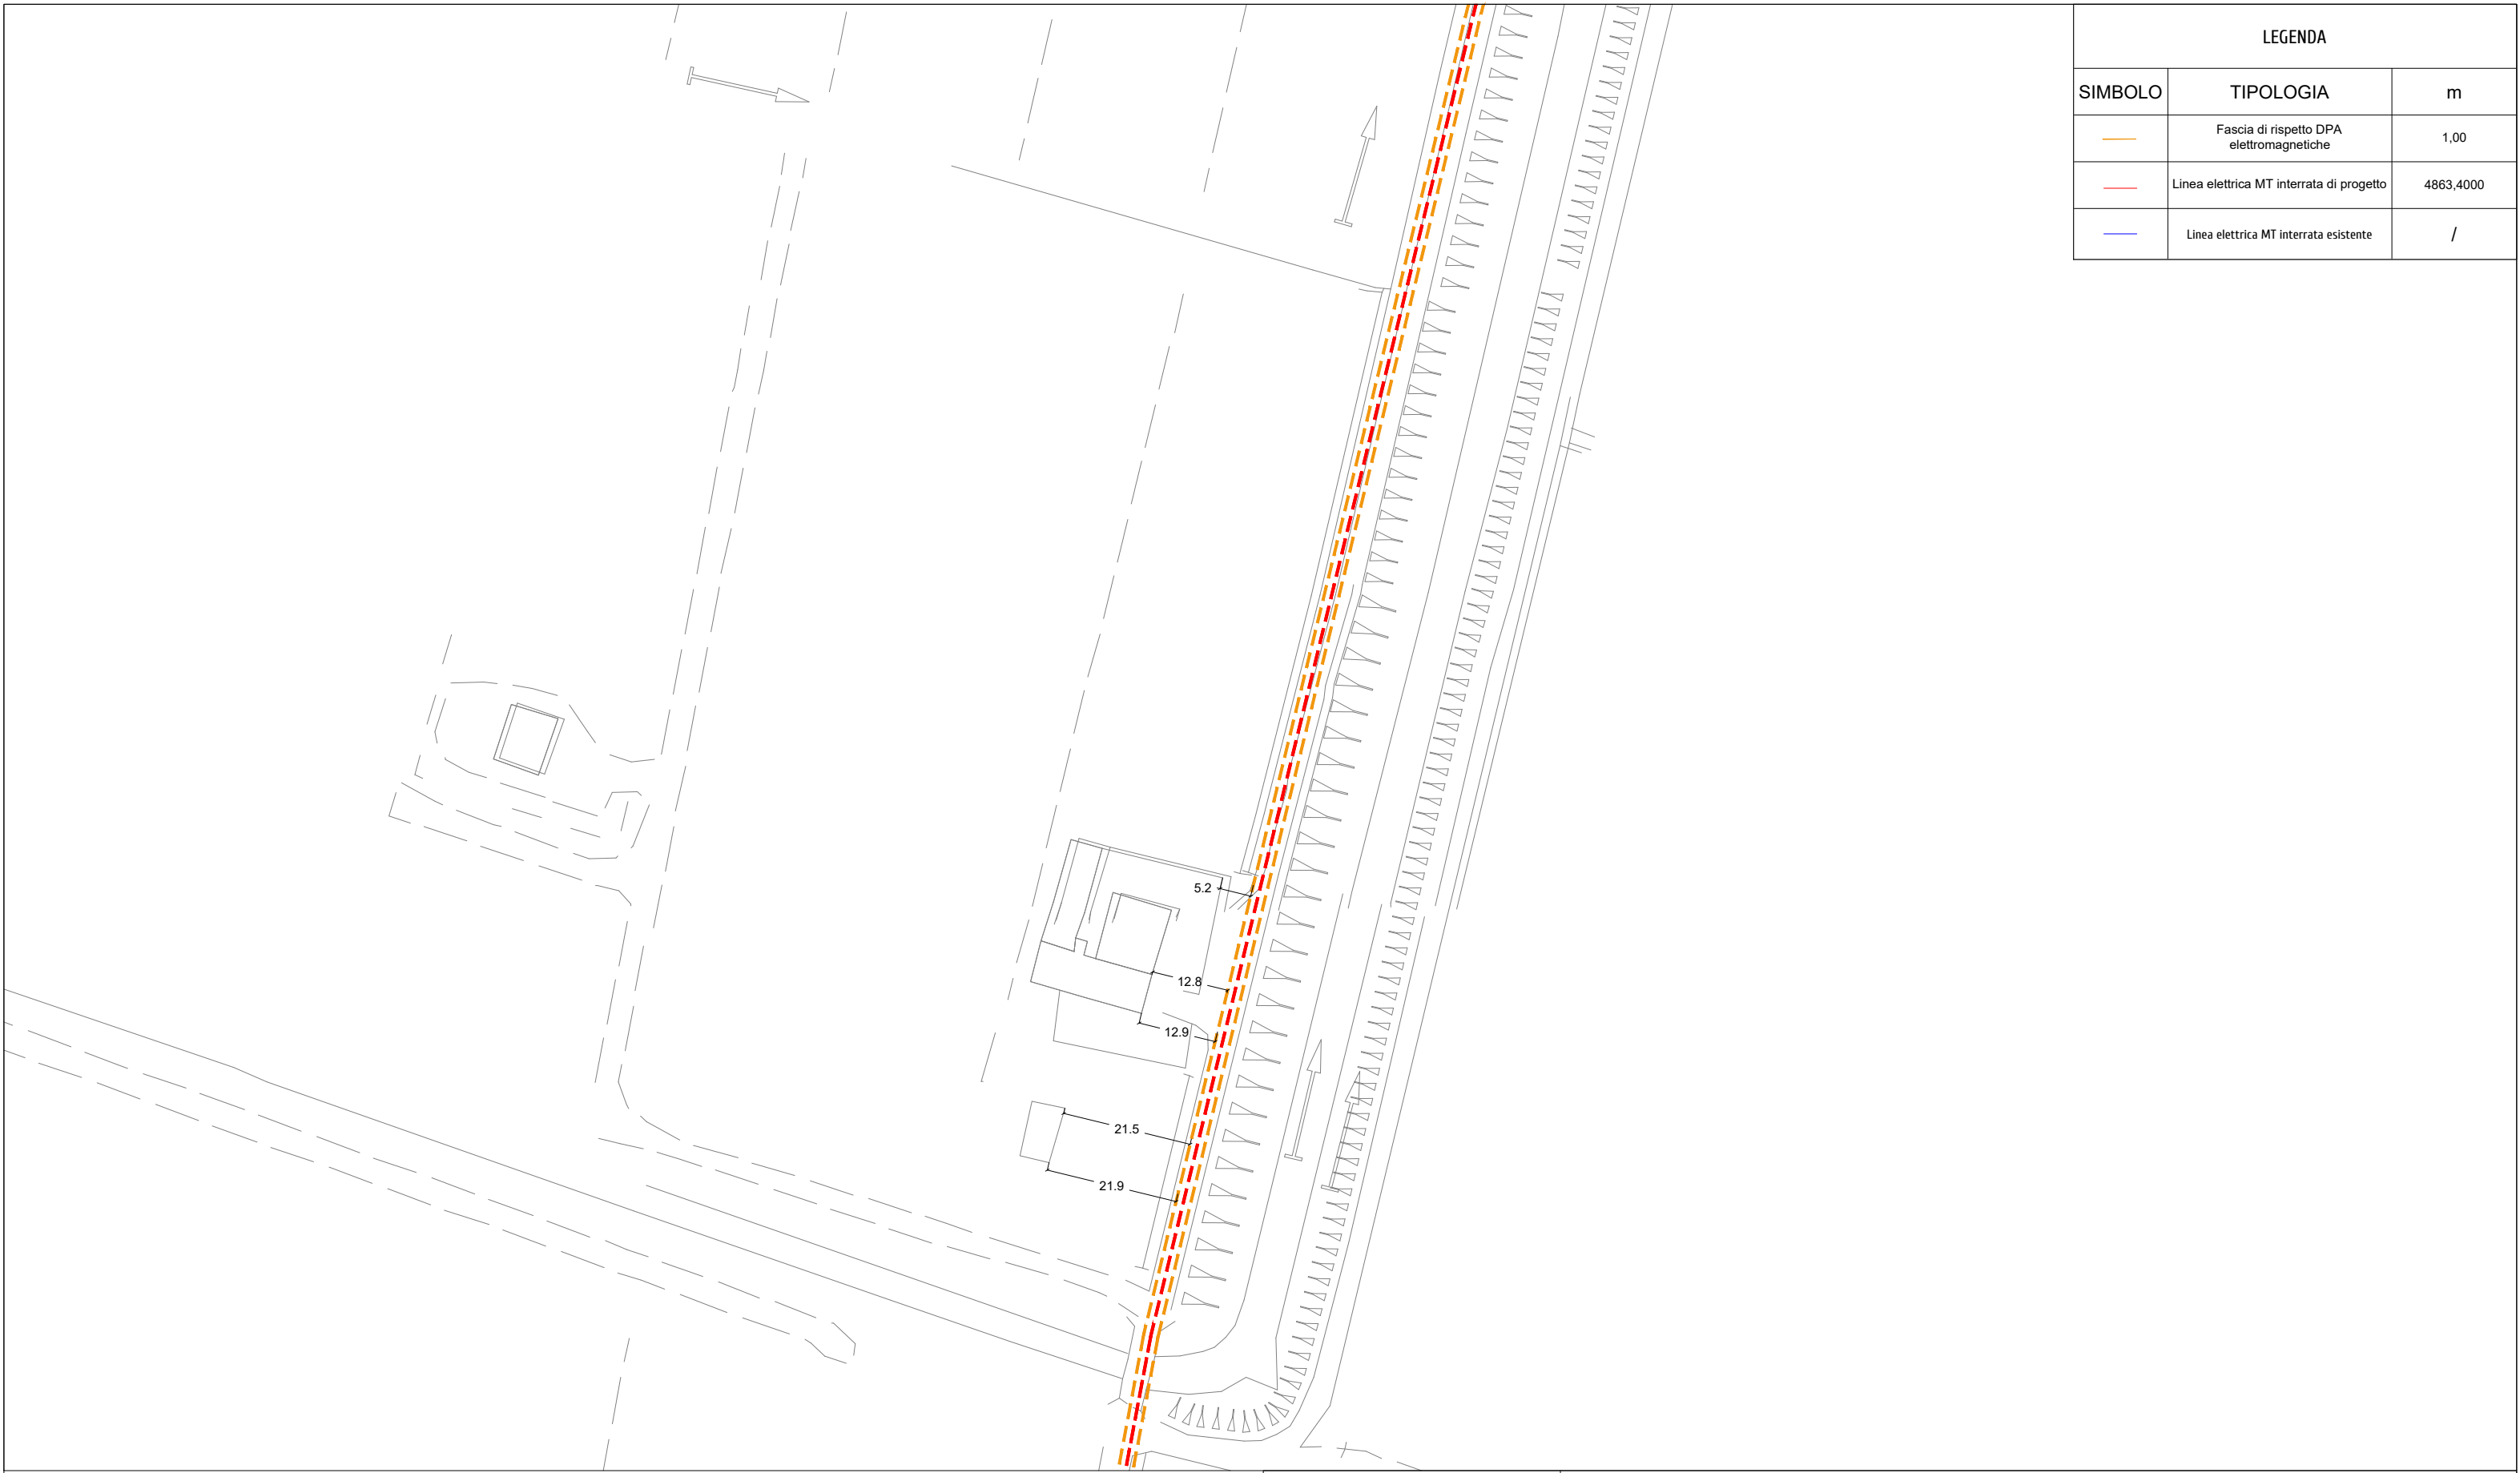 LEGENDA
SIMBOLO TIPOLOGIA m
Fascia di rispetto DPA
elettromagnetiche
1,00
Linea elettrica MT interrata di progetto 4863,4000
Linea elettrica MT interrata esistente /
5.2
12.8
12.9
21.5
21.9